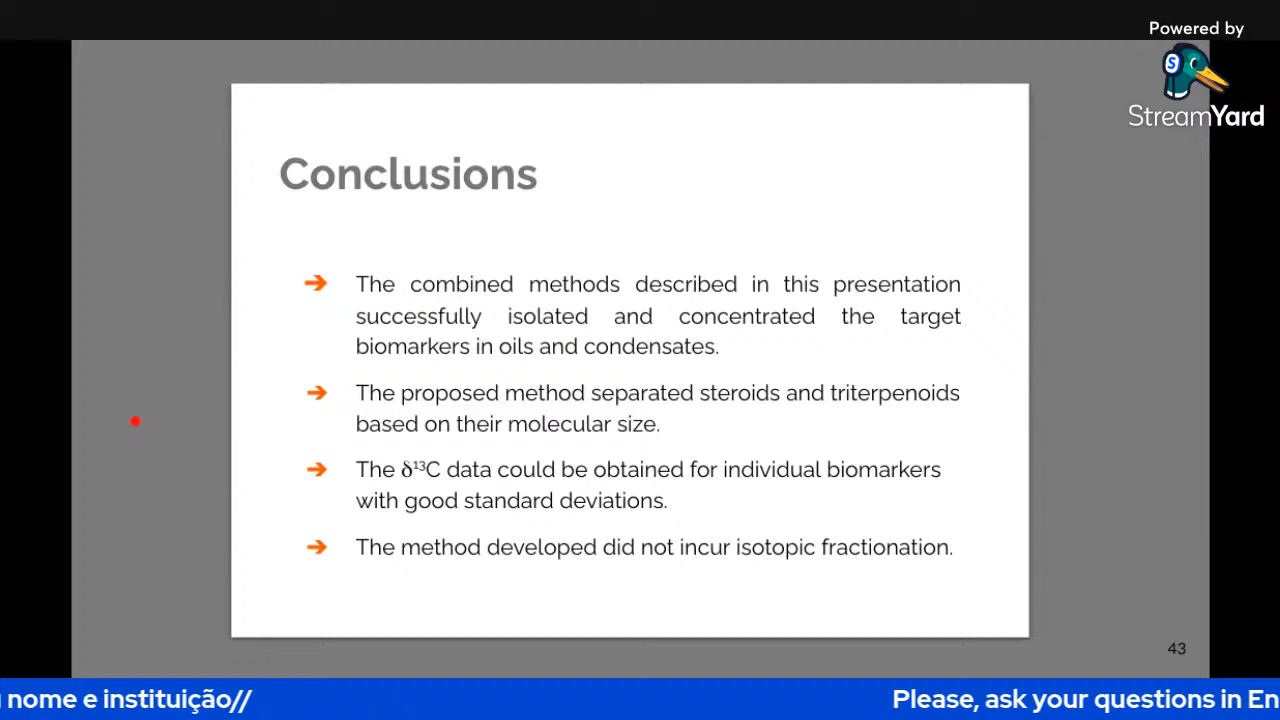 Powered by
StreamYard
Conclusions
➔ The combined methods described in this presentation
successfully isolated and concentrated the target
biomarkers in oils and condensates.
➔ The proposed method separated steroids and triterpenoids
based on their molecular size.
➔ The δ¹³C data could be obtained for individual biomarkers
with good standard deviations.
➔ The method developed did not incur isotopic fractionation.
43
nome e instituição// Please, ask your questions in En